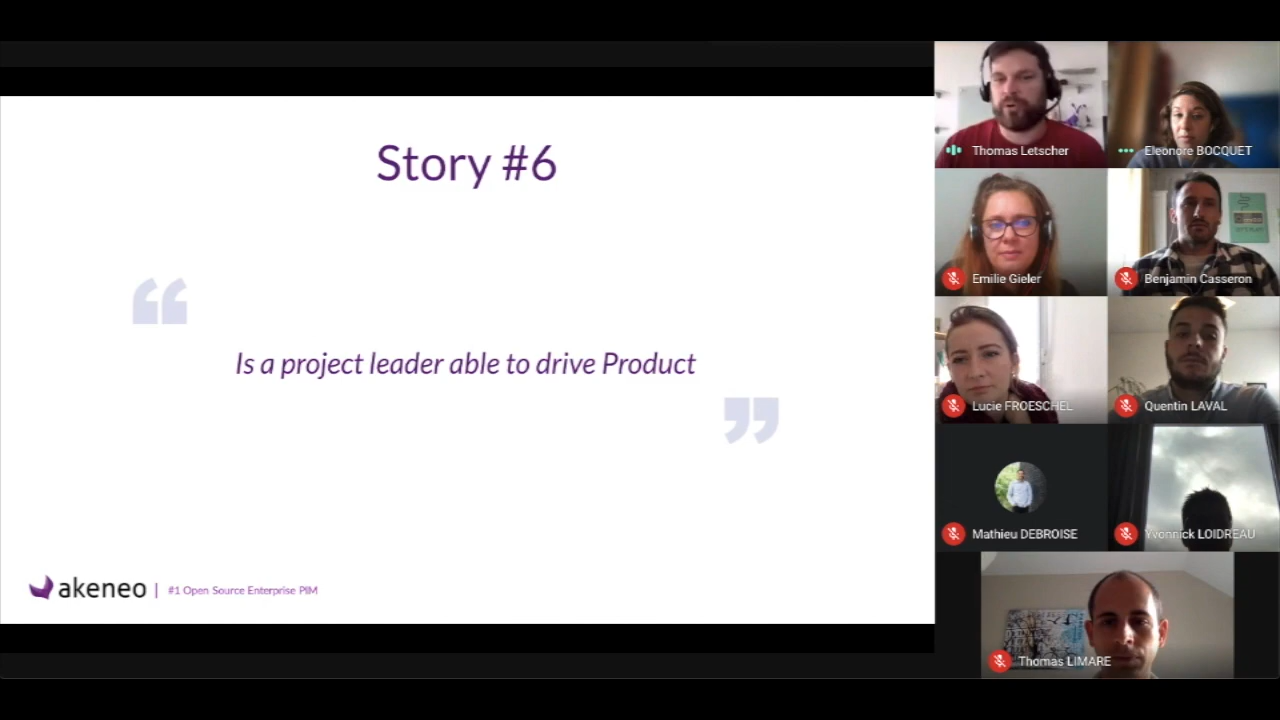 Story #6
“
Is a project leader able to drive Product
”
akeneo | #1 Open Source Enterprise PIM
Thomas Letscher
Eleonore BOCQUET
Emilie Gieler
Benjamin Casseron
Lucie FROESCHEL
Quentin LAVAL
Mathieu DEBROISE
Yvonnick LOIDREAU
Thomas LIMARE